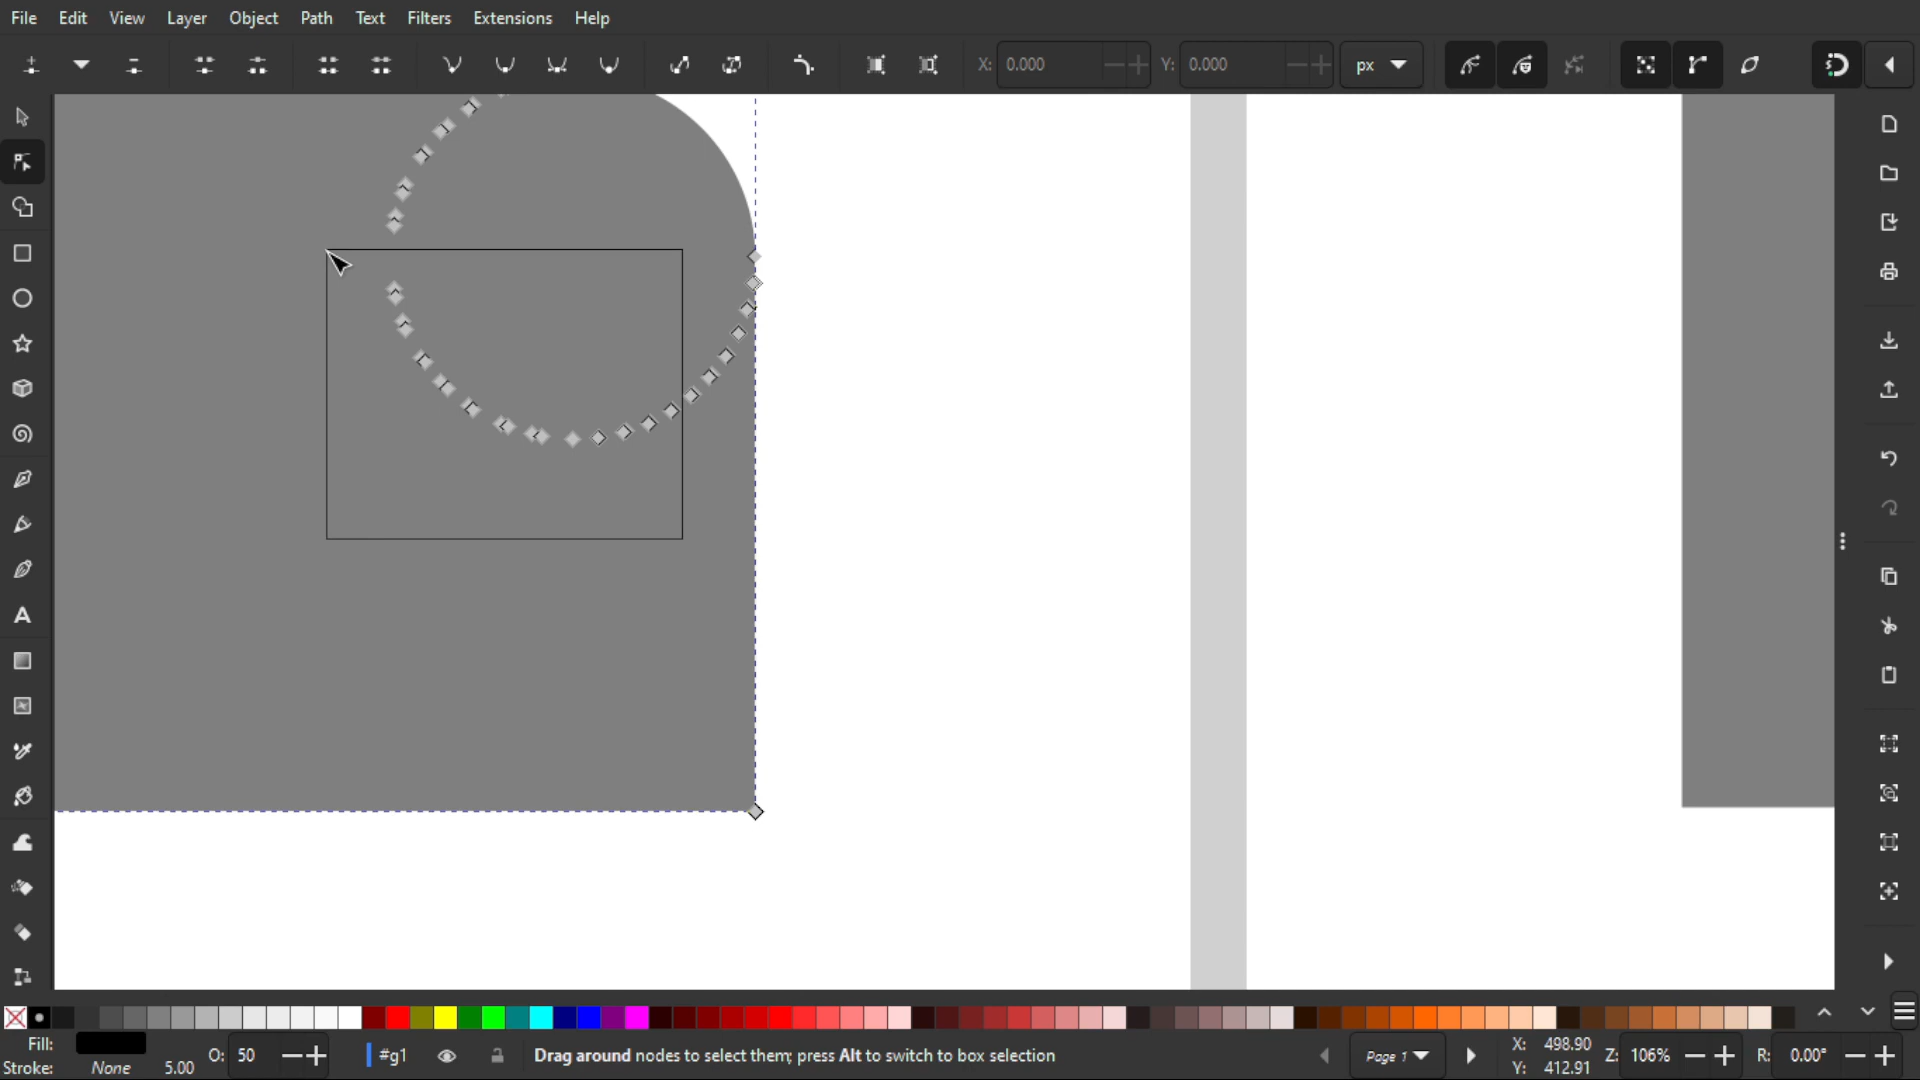 File Edit View Layer Object Path Text Filters Extensions Help
X: 0.000 Y: 0.000 px
Fill:
Stroke: None 5.00 O: 50 #g1 Drag around nodes to select them; press Alt to switch to box selection Page 1 X: 498.90 Y: 412.91 Z: 106% R: 0.00°